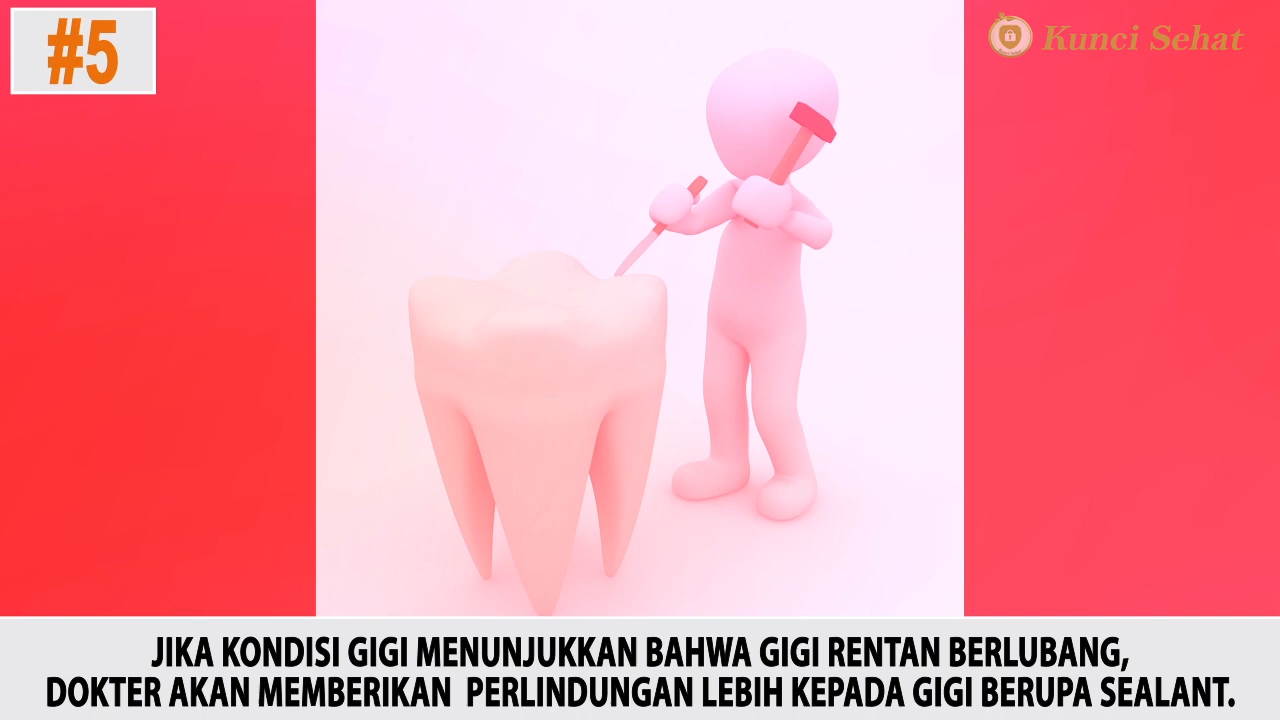 #5
Kunci Sehat
JIKA KONDISI GIGI MENUNJUKKAN BAHWA GIGI RENTAN BERLUBANG,
DOKTER AKAN MEMBERIKAN  PERLINDUNGAN LEBIH KEPADA GIGI BERUPA SEALANT.